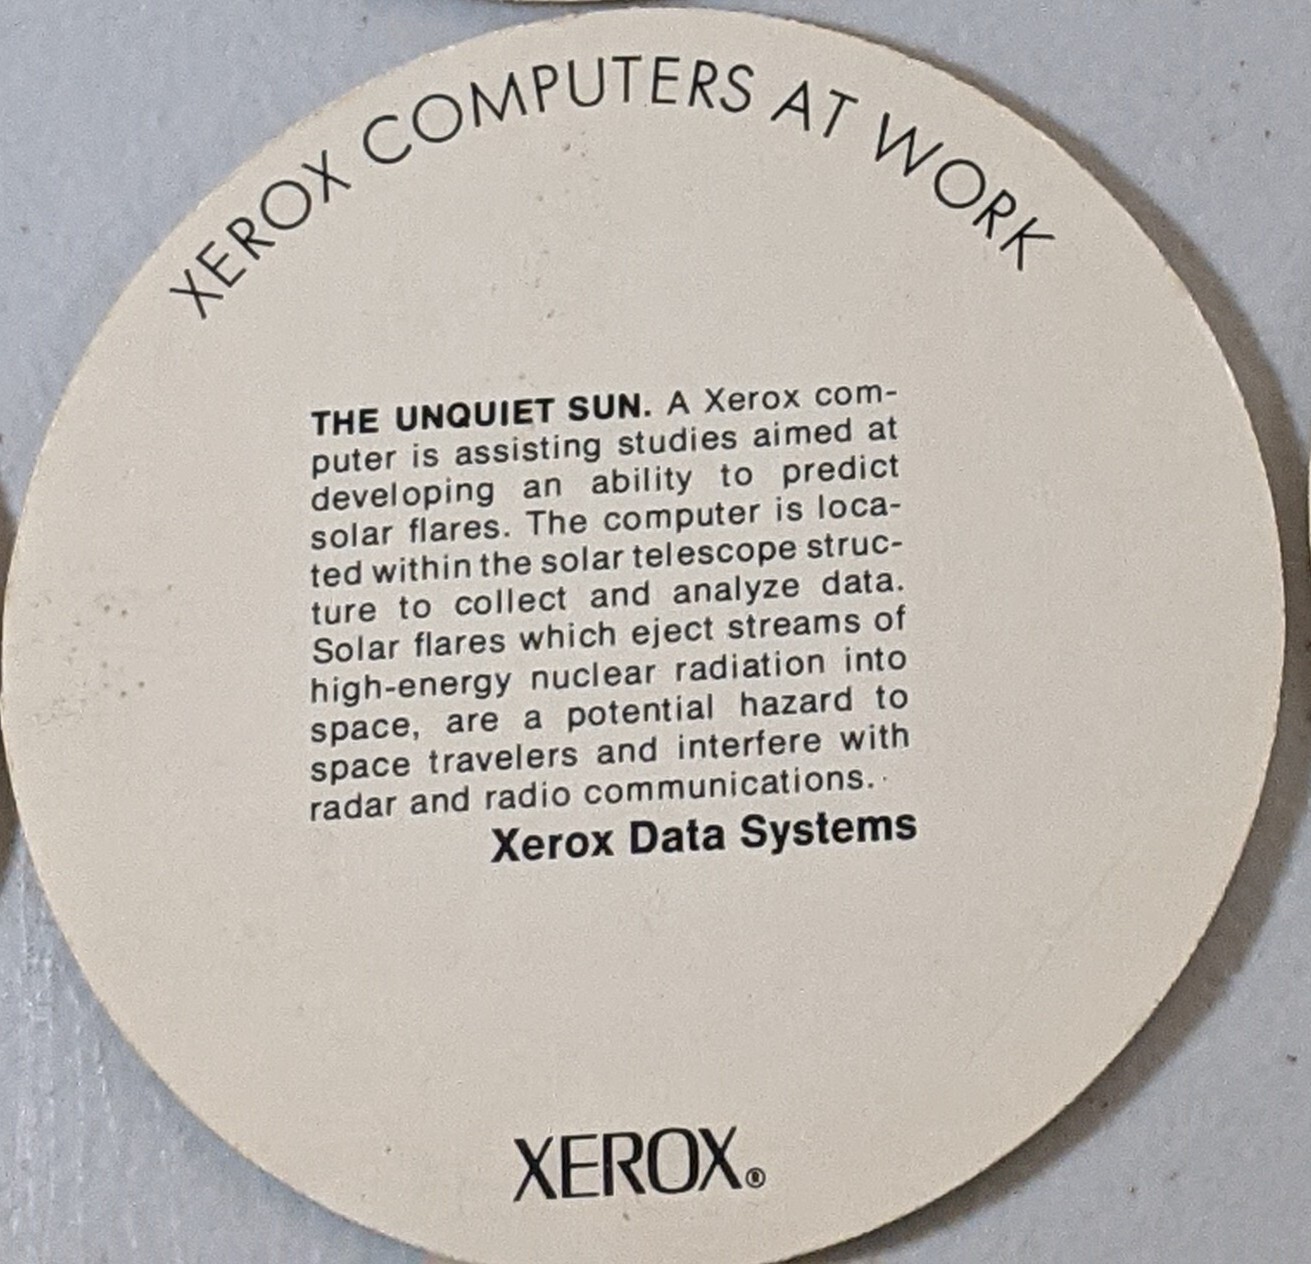 XEROX COMPUTERS AT WORK
THE UNQUIET SUN. A Xerox com-
puter is assisting studies aimed at
developing an ability to predict
solar flares. The computer is loca-
ted within the solar telescope struc-
ture to collect and analyze data.
Solar flares which eject streams of
high-energy nuclear radiation into
space, are a potential hazard to
space travelers and interfere with
radar and radio communications.
Xerox Data Systems
XEROX®